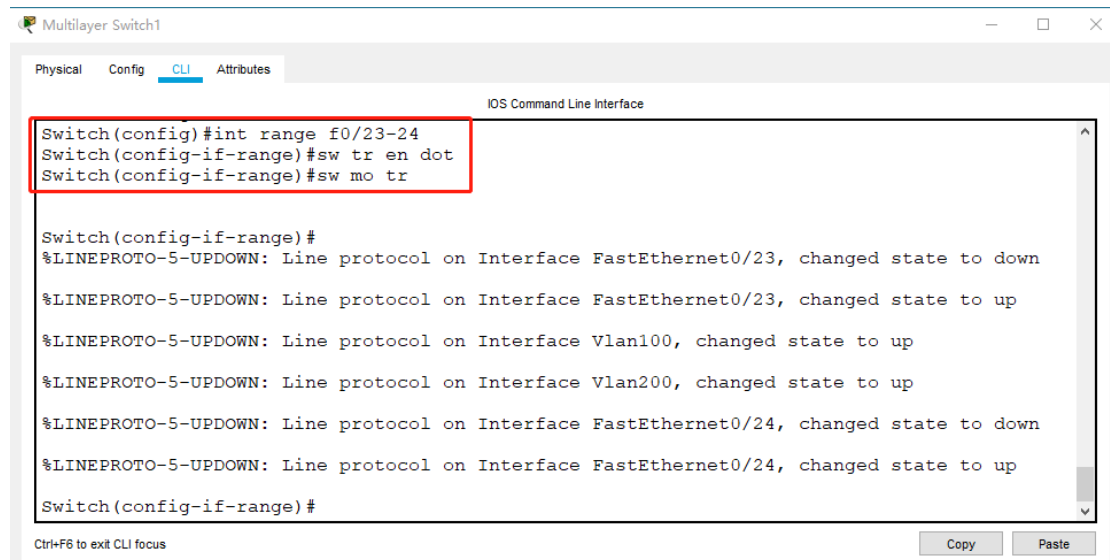 Multilayer Switch1
Physical Config CLI Attributes
IOS Command Line Interface
Switch(config)#int range f0/23-24
Switch(config-if-range)#sw tr en dot
Switch(config-if-range)#sw mo tr
Switch(config-if-range)#
%LINEPROTO-5-UPDOWN: Line protocol on Interface FastEthernet0/23, changed state to down
%LINEPROTO-5-UPDOWN: Line protocol on Interface FastEthernet0/23, changed state to up
%LINEPROTO-5-UPDOWN: Line protocol on Interface Vlan100, changed state to up
%LINEPROTO-5-UPDOWN: Line protocol on Interface Vlan200, changed state to up
%LINEPROTO-5-UPDOWN: Line protocol on Interface FastEthernet0/24, changed state to down
%LINEPROTO-5-UPDOWN: Line protocol on Interface FastEthernet0/24, changed state to up
Switch(config-if-range)#
Ctrl+F6 to exit CLI focus Copy Paste